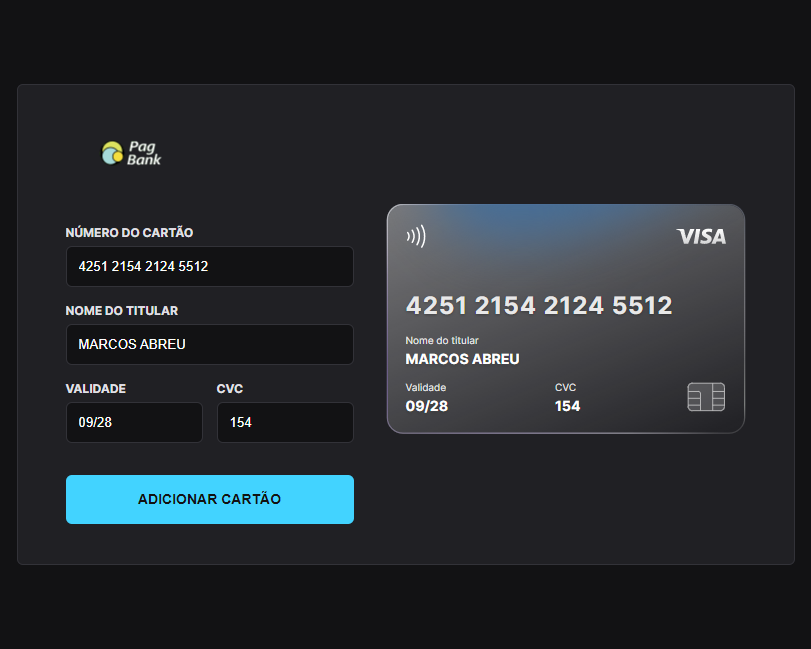 Pag
Bank
NÚMERO DO CARTÃO
4251 2154 2124 5512
NOME DO TITULAR
MARCOS ABREU
VALIDADE CVC
09/28 154
ADICIONAR CARTÃO
VISA
4251 2154 2124 5512
Nome do titular
MARCOS ABREU
Validade CVC
09/28 154